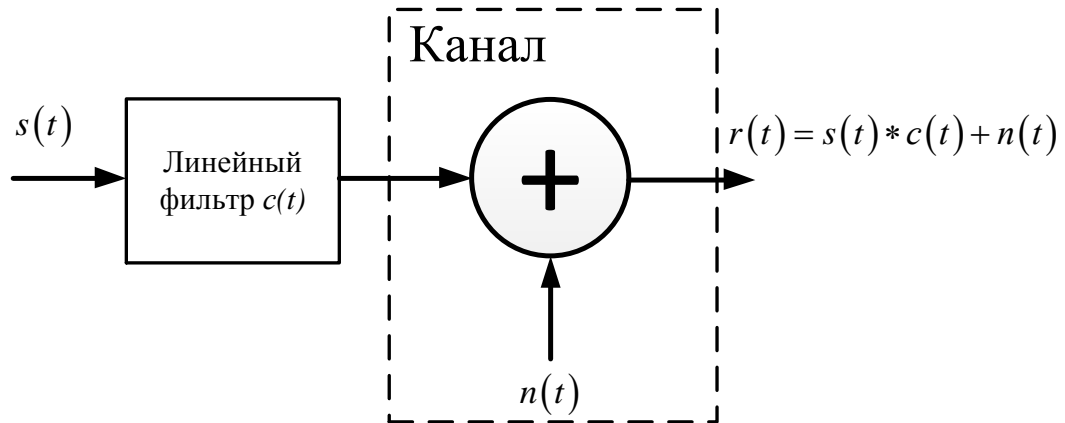 Канал
s(t)
Линейный
фильтр c(t)
r(t) = s(t) * c(t) + n(t)
+
n(t)